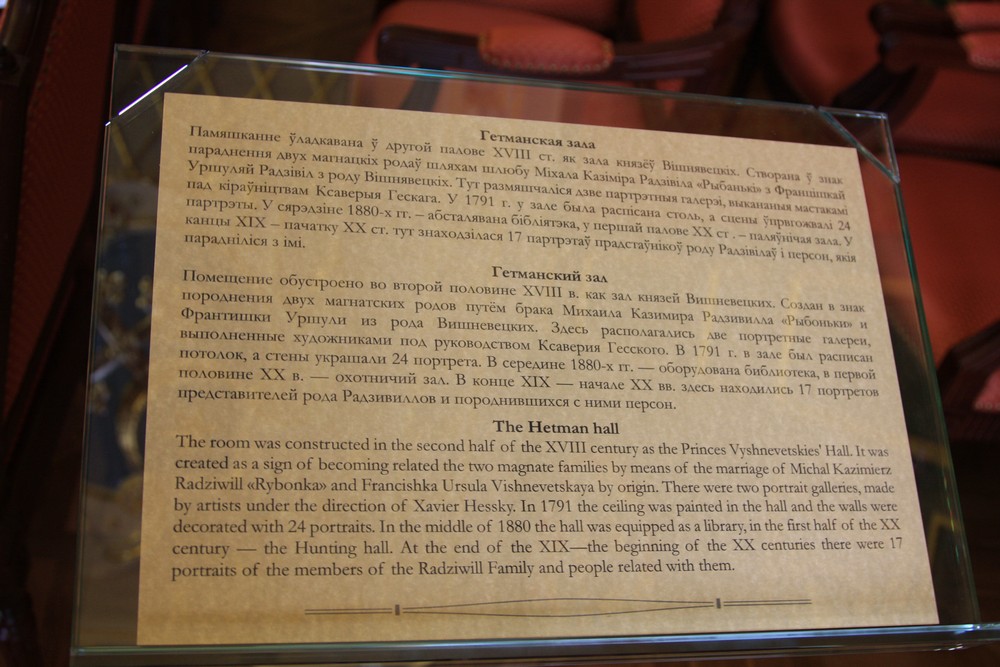 Гетманская зала
Памяшканне ўладкавана ў другой палове XVIII ст. як зала князёў Вішнявецкіх. Створана ў знак
параднення двух магнацкіх родаў шляхам шлюбу Міхала Казіміра Радзівіла «Рыбанькі» з Францішкай
Уршуляй Радзівіл з роду Вішнявецкіх. Тут размяшчаліся дзве партрэтныя галерэі, выкананыя мастакамі
пад кіраўніцтвам Ксаверыя Гескага. У 1791 г. у зале была распісана столь, а сцены ўпрыгожвалі 24
партрэты. У сярэдзіне 1880-х гг. – абсталявана бібліятэка, у першай палове XX ст . – паляўнічая зала. У
канцы XIX – пачатку XX ст. тут знаходзілася 17 партрэтаў прадстаўнікоў роду Радзівілаў і персон, якія
парадніліся з імі.
Гетманский зал
Помещение обустроено во второй половине XVIII в. как зал князей Вишневецких. Создан в знак
породнения двух магнатских родов путём брака Михаила Казимира Радзивилла «Рыбоньки» и
Франтишки Уршули из рода Вишневецких. Здесь располагались две портретные галереи,
выполненные художниками под руководством Ксаверия Гесского. В 1791 г. в зале был расписан
потолок, а стены украшали 24 портрета. В середине 1880-х гг. — оборудована библиотека, в первой
половине XX в. — охотничий зал. В конце XIX — начале XX вв. здесь находились 17 портретов
представителей рода Радзивиллов и породнившихся с ними персон.
The Hetman hall
The room was constructed in the second half of the XVIII century as the Princes Vyshnevetskies' Hall. It was
created as a sign of becoming related the two magnate families by means of the marriage of Michal Kazimierz
Radziwill «Rybonka» and Francishka Ursula Vishnevetskaya by origin. There were two portrait galleries, made
by artists under the direction of Xavier Hessky. In 1791 the ceiling was painted in the hall and the walls were
decorated with 24 portraits. In the middle of 1880 the hall was equipped as a library, in the first half of the XX
century — the Hunting hall. At the end of the XIX—the beginning of the XX centuries there were 17
portraits of the members of the Radziwill Family and people related with them.